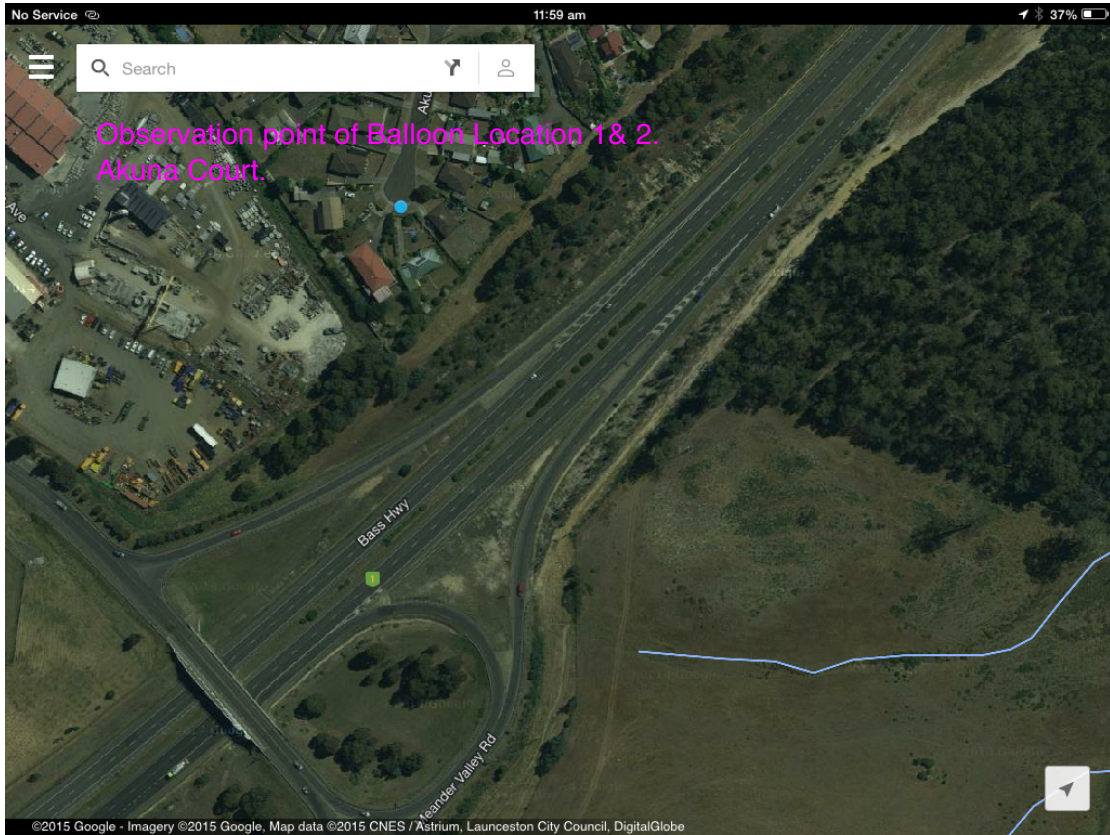 No Service
11:59 am
37%
Search
Aku
Observation point of Balloon Location 1& 2.
Akuna Court.
Ave
Bass Hwy
1
Meander Valley Rd
©2015 Google - Imagery ©2015 Google, Map data ©2015 CNES / Astrium, Launceston City Council, DigitalGlobe